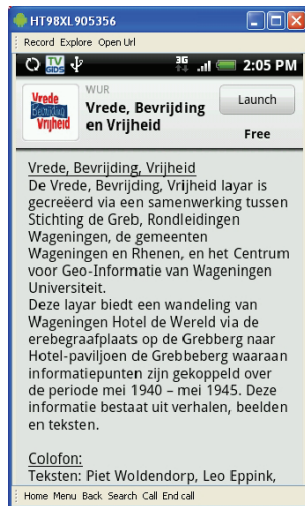 HT98XL905356
Record Explore Open Url
TV
GIDS
3G
2:05 PM
Vrede
Bevrijding
Vrijheid
WUR
Vrede, Bevrijding
en Vrijheid
Launch
Free
Vrede, Bevrijding, Vrijheid
De Vrede, Bevrijding, Vrijheid layar is
gecreëerd via een samenwerking tussen
Stichting de Greb, Rondleidingen
Wageningen, de gemeenten
Wageningen en Rhenen, en het Centrum
voor Geo-Informatie van Wageningen
Universiteit.
Deze layar biedt een wandeling van
Wageningen Hotel de Wereld via de
erebegraafplaats op de Grebberg naar
Hotel-paviljoen de Grebbeberg waaraan
informatiepunten zijn gekoppeld over
de periode mei 1940 – mei 1945. Deze
informatie bestaat uit verhalen, beelden
en teksten.
Colofon:
Teksten: Piet Woldendorp, Leo Eppink,
Home Menu Back Search Call End call